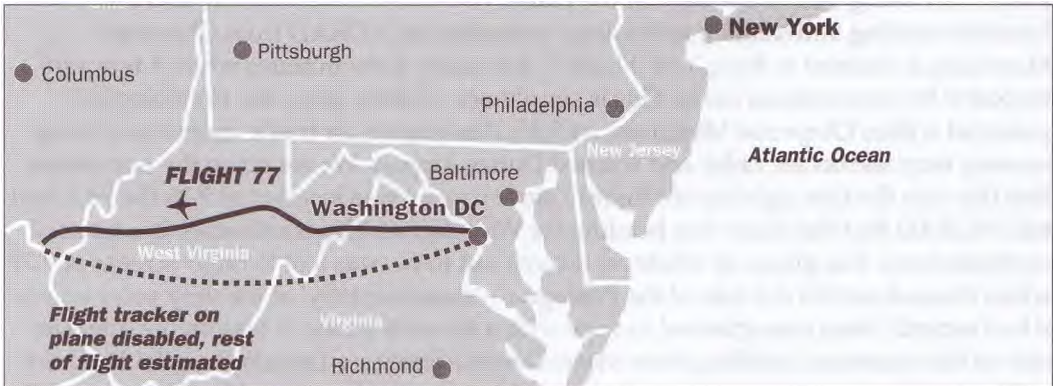 New York
Pittsburgh
Columbus
Philadelphia
New Jersey
Atlantic Ocean
Baltimore
FLIGHT 77
Washington DC
West Virginia
Flight tracker on
plane disabled, rest
of flight estimated
Virginia
Richmond